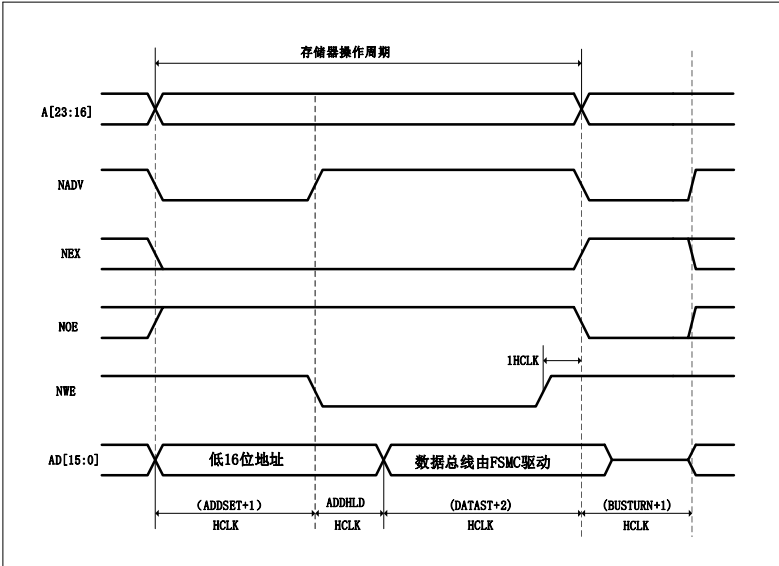 存储器操作周期
A[23:16]
NADV
NEX
NOE
1HCLK
NWE
AD[15:0]
低16位地址
数据总线由FSMC驱动
(ADDSET+1)
ADDHLD
(DATAST+2)
(BUSTURN+1)
HCLK
HCLK
HCLK
HCLK